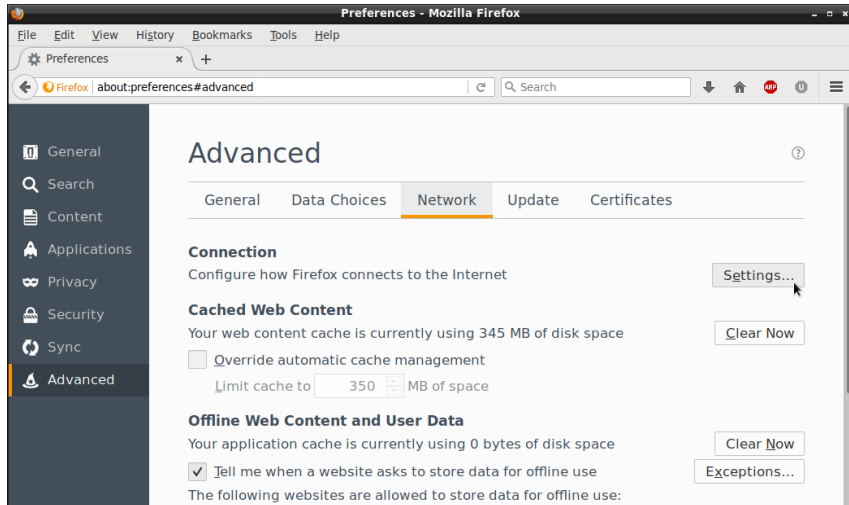 Preferences - Mozilla Firefox
File Edit View History Bookmarks Tools Help
Preferences × +
Firefox about:preferences#advanced Search ABP U
General
Search
Content
Applications
Privacy
Security
Sync
Advanced
Advanced ?
General Data Choices Network Update Certificates
Connection
Configure how Firefox connects to the Internet Settings...
Cached Web Content
Your web content cache is currently using 345 MB of disk space Clear Now
Override automatic cache management
Limit cache to 350 MB of space
Offline Web Content and User Data
Your application cache is currently using 0 bytes of disk space Clear Now
Tell me when a website asks to store data for offline use Exceptions...
The following websites are allowed to store data for offline use: